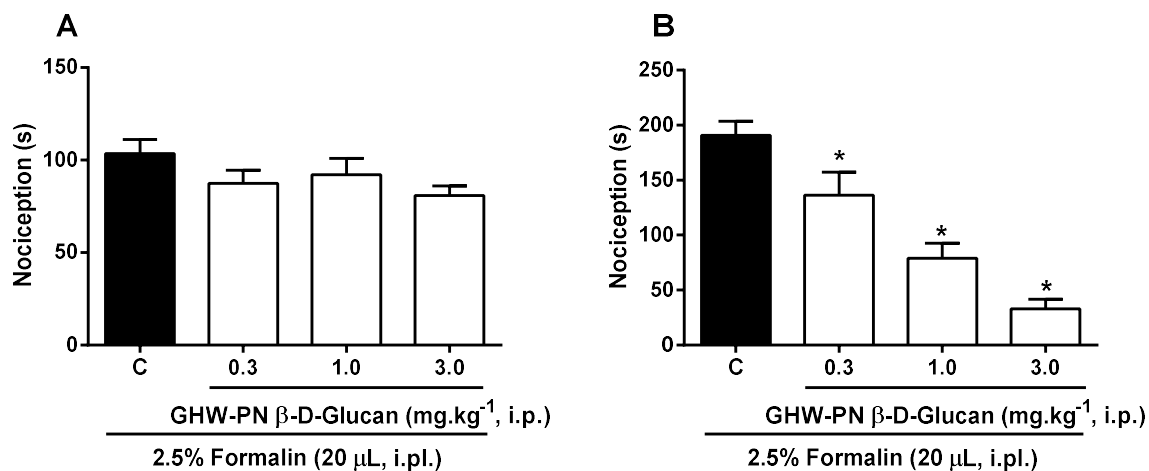 A
Nociception (s)
150
100
50
0
C 0.3 1.0 3.0
GHW-PN β-D-Glucan (mg.kg-1, i.p.)
2.5% Formalin (20 μL, i.pl.)
B
Nociception (s)
250
200
150
100
50
0
* * *
C 0.3 1.0 3.0
GHW-PN β-D-Glucan (mg.kg-1, i.p.)
2.5% Formalin (20 μL, i.pl.)